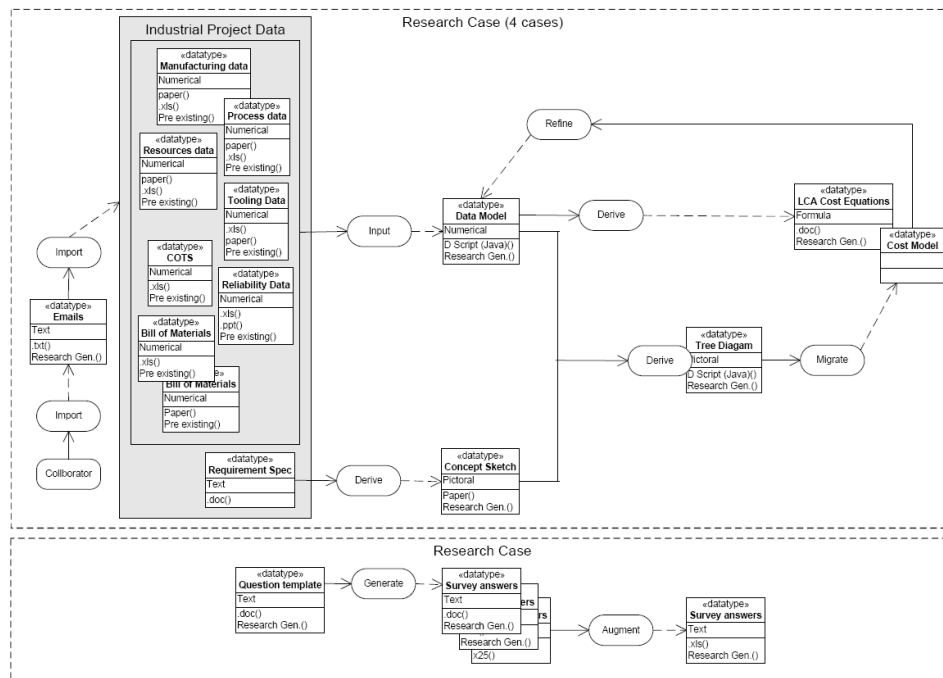 Research Case (4 cases)
Industrial Project Data
«datatype»
Manufacturing data
Numerical
paper()
.xls()
Pre existing()
«datatype»
Process data
Numerical
paper()
.xls()
Pre existing()
«datatype»
Resources data
Numerical
paper()
.xls()
Pre existing()
«datatype»
Tooling Data
Numerical
.xls()
paper()
Pre existing()
«datatype»
COTS
Numerical
.xls()
Pre existing()
«datatype»
Reliability Data
Numerical
.xls()
.ppt()
Pre existing()
«datatype»
Bill of Materials
Numerical
.xls()
Pre existing()
Bill of Materials
Numerical
Paper()
Pre existing()
«datatype»
Requirement Spec
Text
.doc()
Import
«datatype»
Emails
Text
.txt()
Research Gen.()
Import
Collborator
Input
Derive
«datatype»
Data Model
Numerical
D Script (Java)()
Research Gen.()
«datatype»
Concept Sketch
Pictoral
Paper()
Research Gen.()
Refine
Derive
«datatype»
LCA Cost Equations
Formula
.doc()
Research Gen.()
«datatype»
Cost Model
Derive
«datatype»
Tree Diagam
Pictoral
D Script (Java)()
Research Gen.()
Migrate
Research Case
«datatype»
Question template
Text
.doc()
Research Gen.()
Generate
«datatype»
Survey answers
Text
.doc()
Research Gen.()
ers
rs
Research Gen.()
x25()
Augment
«datatype»
Survey answers
Text
.xls()
Research Gen.()